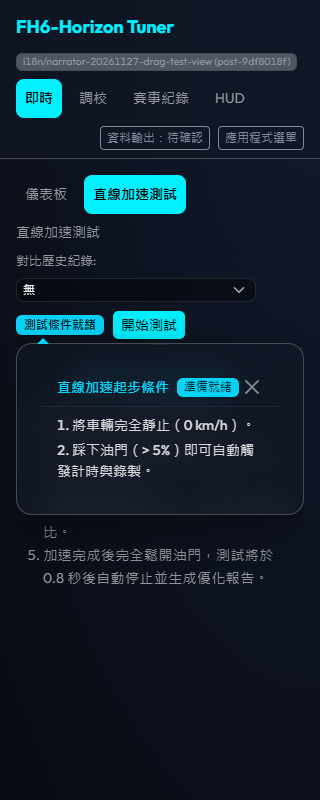 FH6-Horizon Tuner
i18n/narrator-20261127-drag-test-view (post-9df8018f)
即時
調校
賽事紀錄
HUD
資料輸出：待確認
應用程式選單
儀表板
直線加速測試
直線加速測試
對比歷史紀錄:
無
測試條件就緒
開始測試
直線加速起步條件
準備就緒
1. 將車輛完全靜止（0 km/h）。
2. 踩下油門（> 5%）即可自動觸
發計時與錄製。
比。
5. 加速完成後完全鬆開油門，測試將於
0.8 秒後自動停止並生成優化報告。